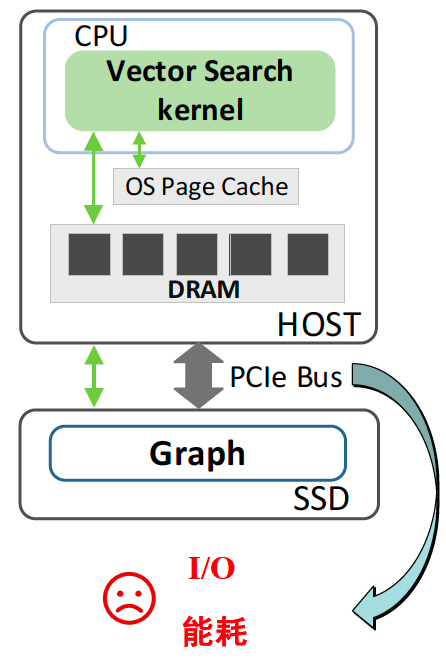 CPU
Vector Search
kernel
OS Page Cache
DRAM
HOST
PCIe Bus
Graph
SSD
I/O
能耗